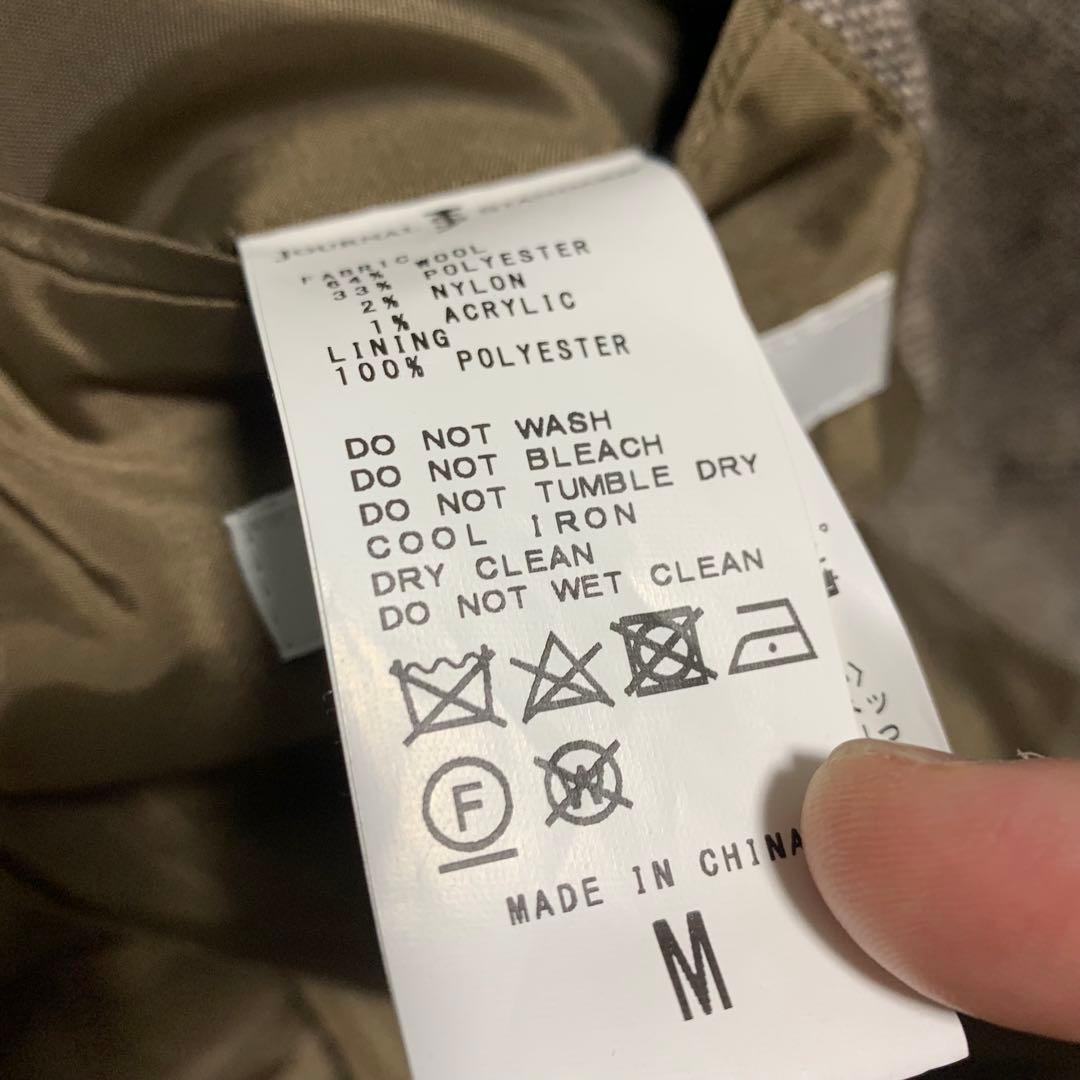 JOURNAL
FABRIC
64% WOOL
33% POLYESTER
2% NYLON
1% ACRYLIC
LINING
100% POLYESTER
DO NOT WASH
DO NOT BLEACH
DO NOT TUMBLE DRY
COOL IRON
DRY CLEAN
DO NOT WET CLEAN
F W
MADE IN CHINA
M